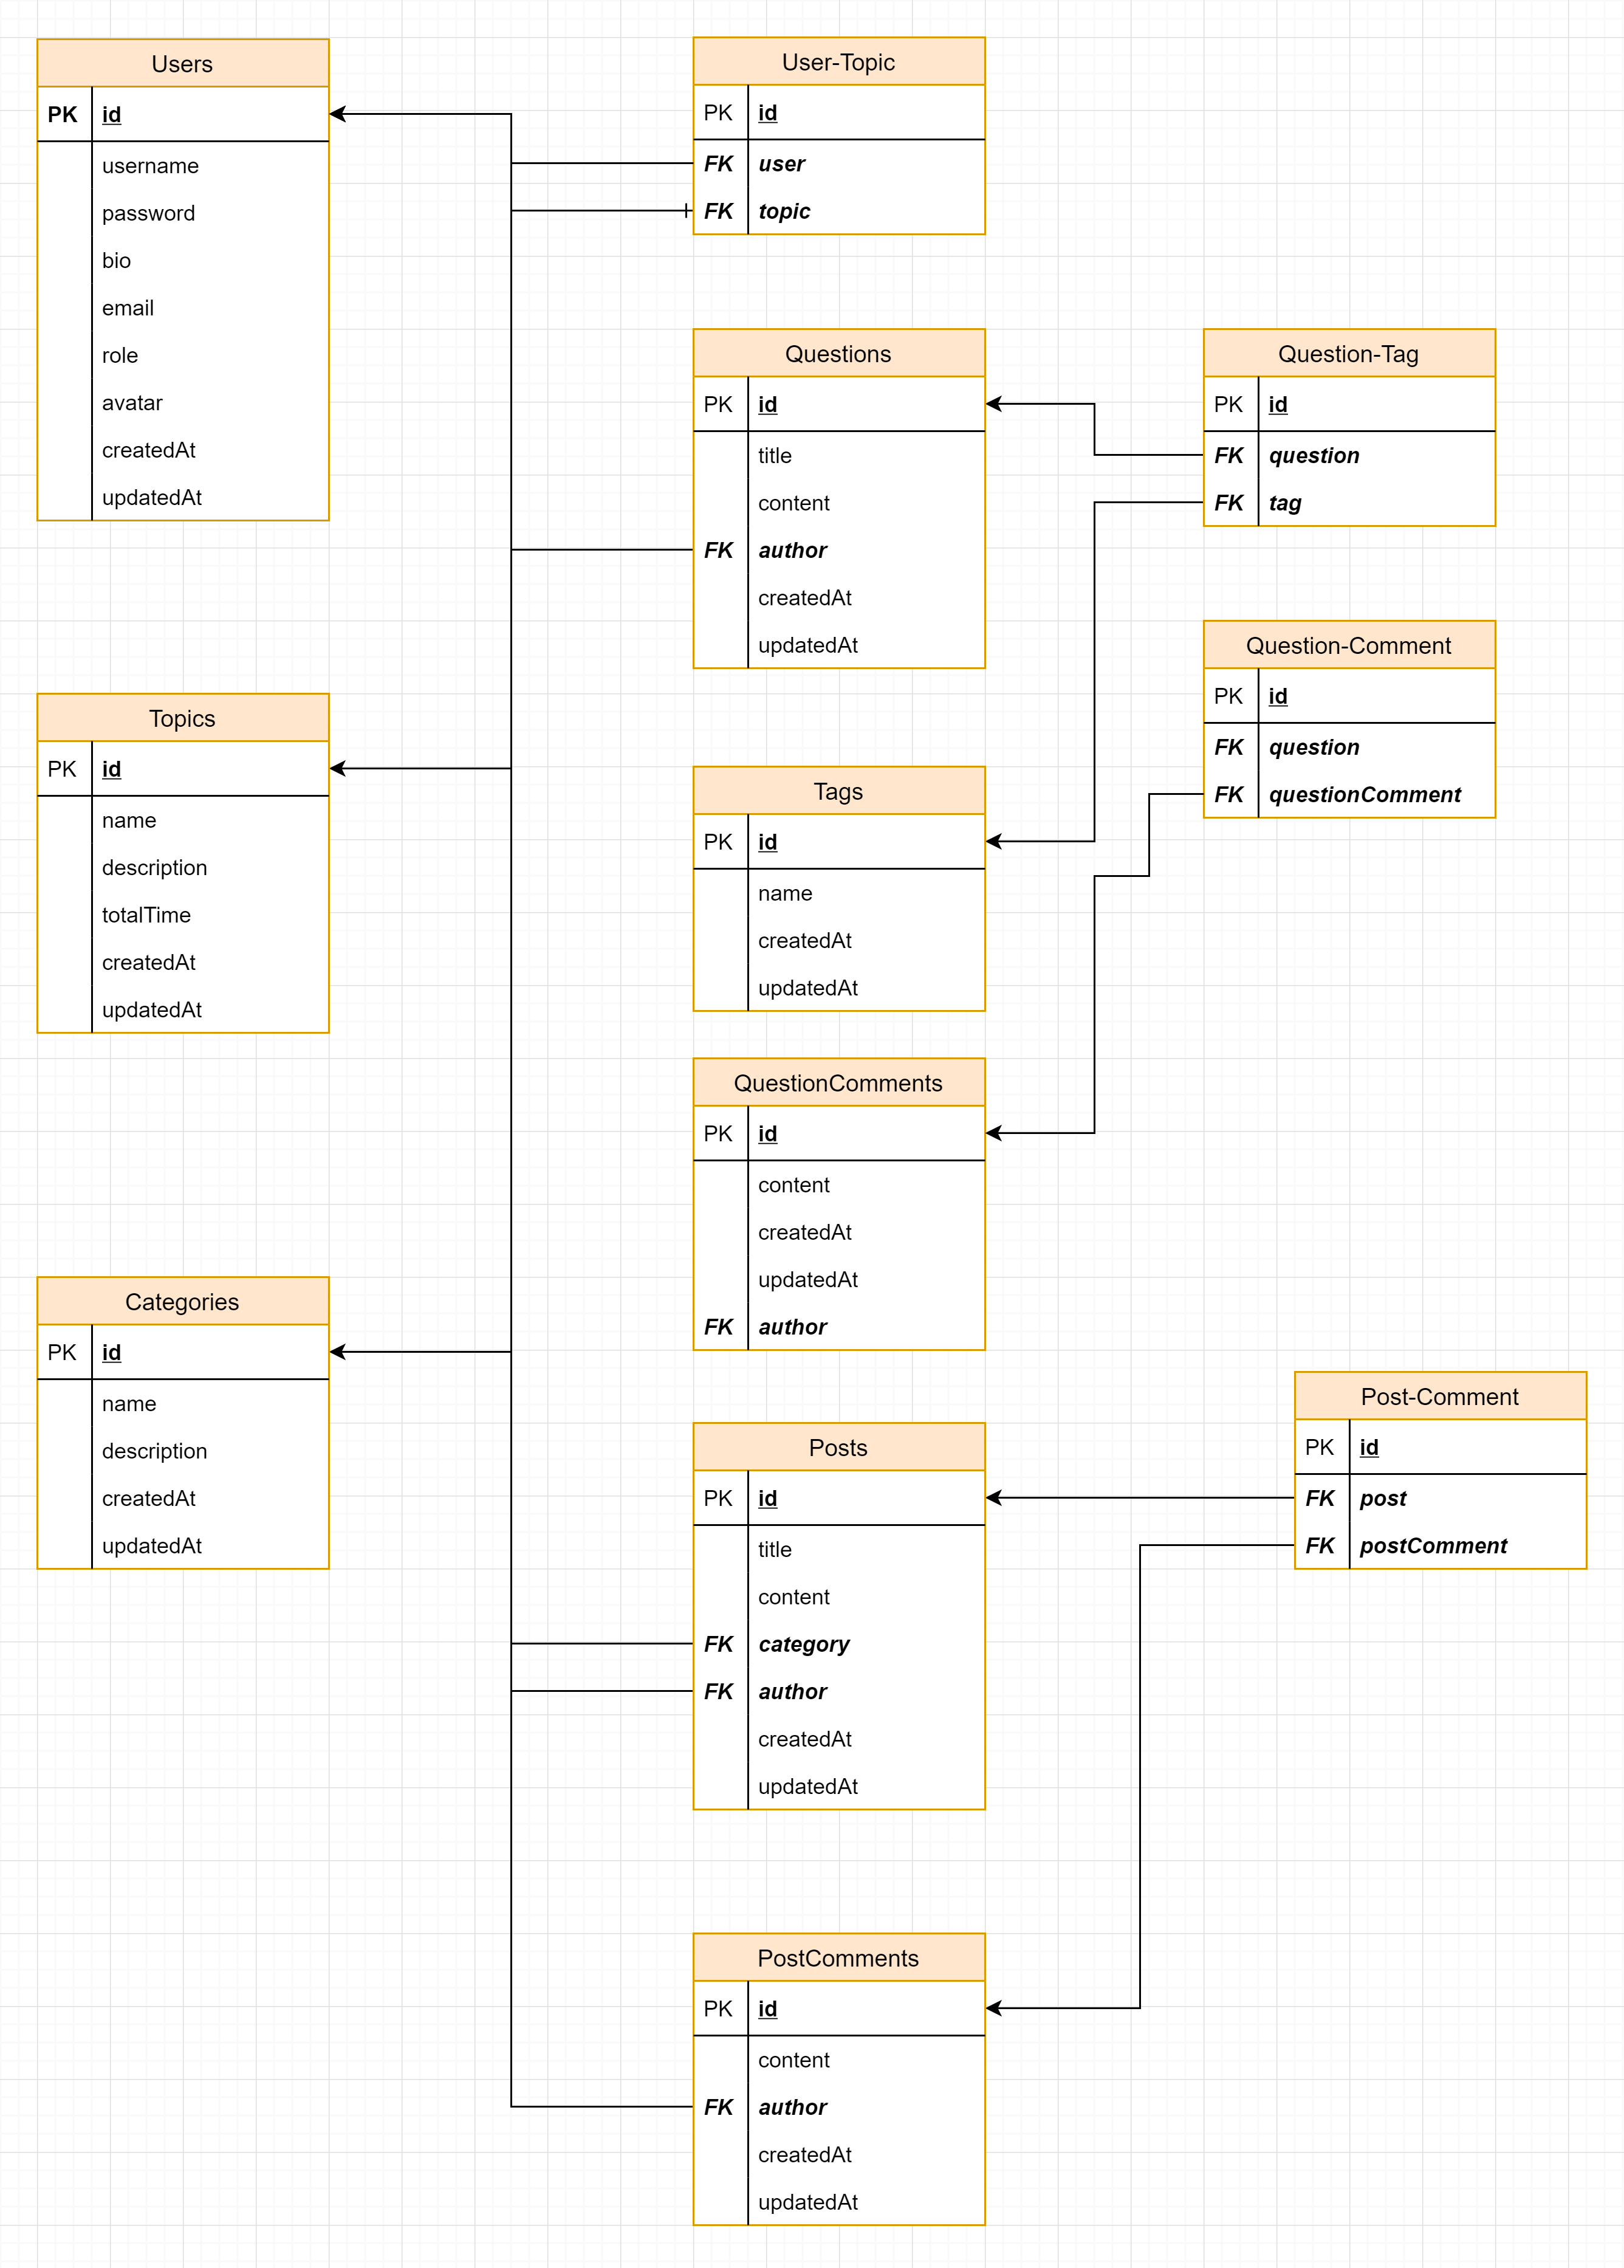 Users
PK id
username
password
bio
email
role
avatar
createdAt
updatedAt
User-Topic
PK id
FK user
FK topic
Questions
PK id
title
content
FK author
createdAt
updatedAt
Question-Tag
PK id
FK question
FK tag
Question-Comment
PK id
FK question
FK questionComment
Topics
PK id
name
description
totalTime
createdAt
updatedAt
Tags
PK id
name
createdAt
updatedAt
QuestionComments
PK id
content
createdAt
updatedAt
FK author
Categories
PK id
name
description
createdAt
updatedAt
Posts
PK id
title
content
FK category
FK author
createdAt
updatedAt
Post-Comment
PK id
FK post
FK postComment
PostComments
PK id
content
FK author
createdAt
updatedAt